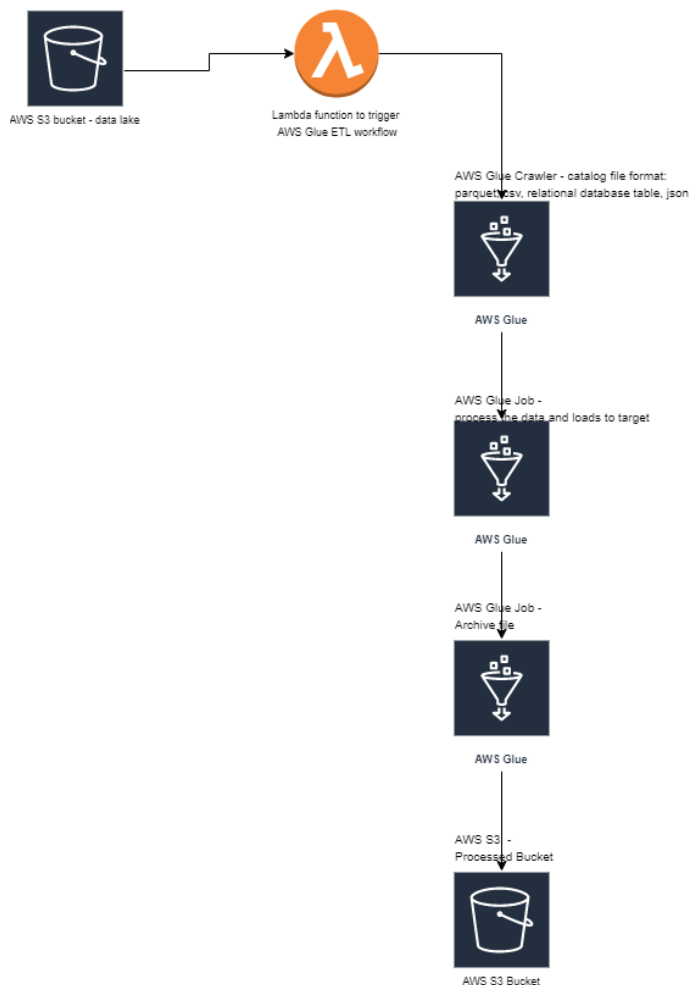 AWS S3 bucket - data lake
Lambda function to trigger
AWS Glue ETL workflow
AWS Glue Crawler - catalog file format:
parquet, csv, relational database table, json
AWS Glue
AWS Glue Job -
process the data and loads to target
AWS Glue
AWS Glue Job -
Archive file
AWS Glue
AWS S3 -
Processed Bucket
AWS S3 Bucket